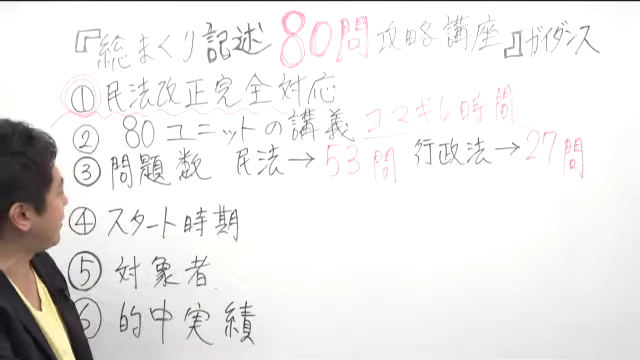 『総まくり記述80問攻略講座』ガイダンス
①民法改正完全対応
②80ユニットの講義 コマギレ時間
③問題数 民法→53問 行政法→27問
④スタート時期
⑤対象者
⑥的中実績